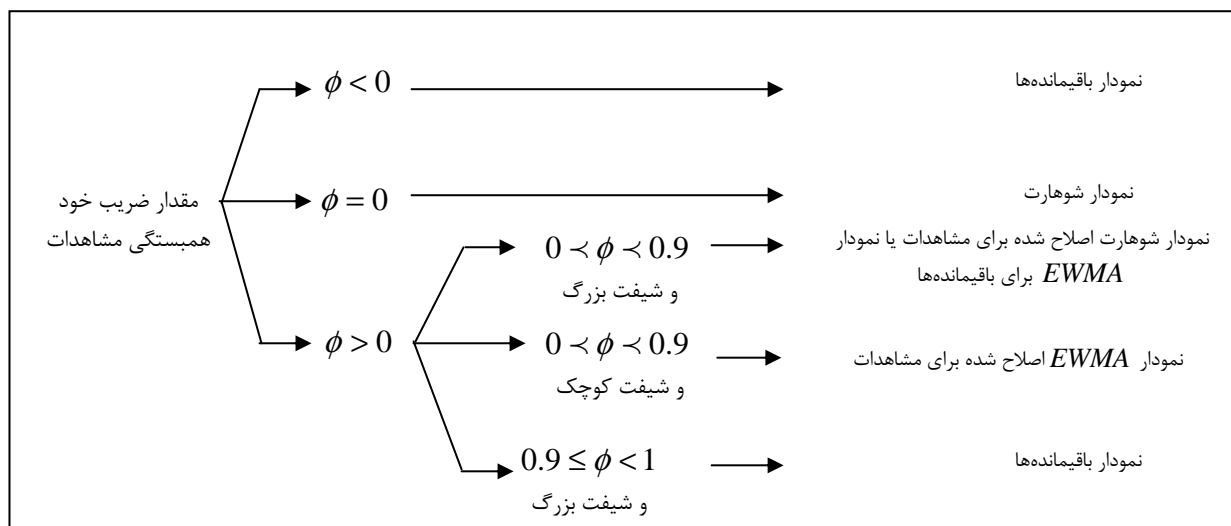 ϕ < 0
نمودار باقیمانده‌ها
مقدار ضریب خود
همبستگی مشاهدات
ϕ = 0
نمودار شوهارت
ϕ > 0
0 ≺ ϕ ≺ 0.9
و شیفت بزرگ
نمودار شوهارت اصلاح شده برای مشاهدات یا نمودار
EWMA برای باقیمانده‌ها
0 ≺ ϕ ≺ 0.9
و شیفت کوچک
نمودار EWMA اصلاح شده برای مشاهدات
0.9 ≤ ϕ < 1
و شیفت بزرگ
نمودار باقیمانده‌ها